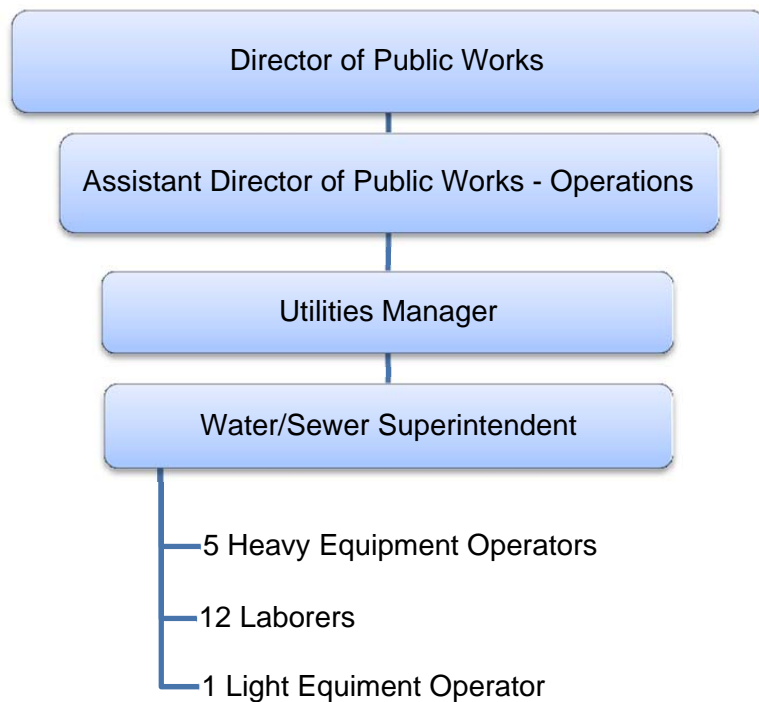 Director of Public Works
Assistant Director of Public Works - Operations
Utilities Manager
Water/Sewer Superintendent
5 Heavy Equipment Operators
12 Laborers
1 Light Equiment Operator